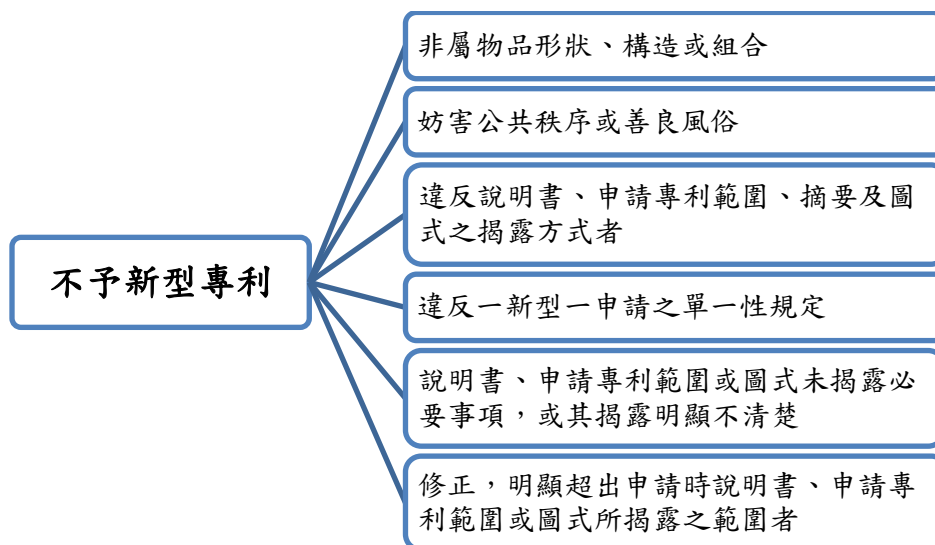 不予新型專利
非屬物品形狀、構造或組合
妨害公共秩序或善良風俗
違反說明書、申請專利範圍、摘要及圖
式之揭露方式者
違反一新型一申請之單一性規定
說明書、申請專利範圍或圖式未揭露必
要事項，或其揭露明顯不清楚
修正，明顯超出申請時說明書、申請專
利範圍或圖式所揭露之範圍者